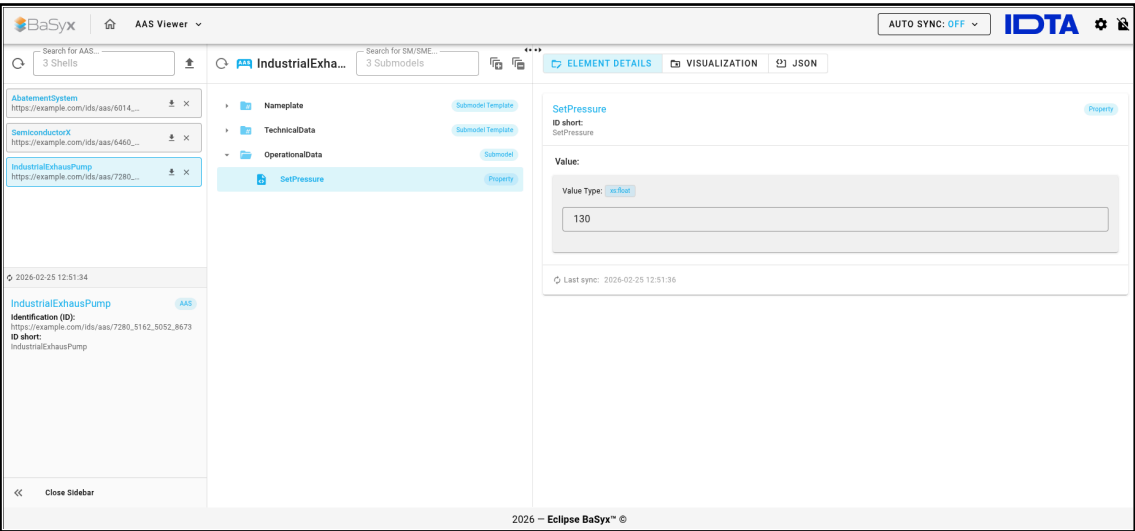 BaSyx
AAS Viewer
AUTO SYNC: OFF
IDTA
Search for AAS...
3 Shells
AbatementSystem
https://example.com/ids/aas/6014_...
SemiconductorX
https://example.com/ids/aas/6460_...
IndustrialExhausPump
https://example.com/ids/aas/7280_...
2026-02-25 12:51:34
IndustrialExhausPump
AAS
Identification (ID):
https://example.com/ids/aas/7280_5162_5052_8673
ID short:
IndustrialExhausPump
Close Sidebar
AAS
IndustrialExha...
Search for SM/SME...
3 Submodels
Nameplate
Submodel Template
TechnicalData
Submodel Template
OperationalData
Submodel
SetPressure
Property
ELEMENT DETAILS
VISUALIZATION
JSON
SetPressure
Property
ID short:
SetPressure
Value:
Value Type: xs:float
130
Last sync: 2026-02-25 12:51:36
2026 — Eclipse BaSyx™ ©